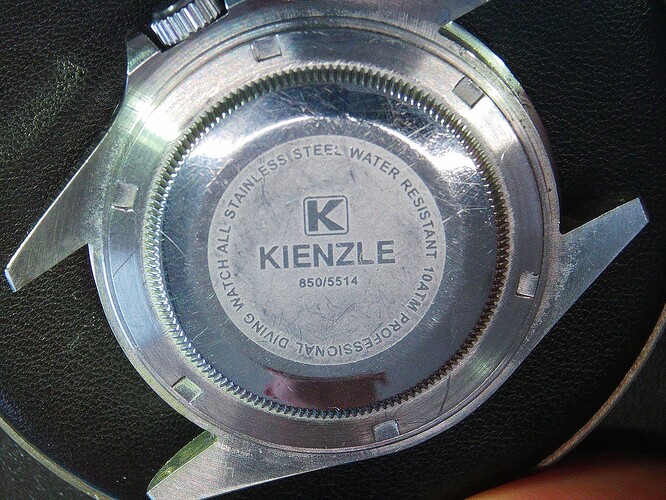 ALL STAINLESS STEEL WATER RESISTANT 10ATM PROFESSIONAL DIVING WATCH
K
KIENZLE
850/5514